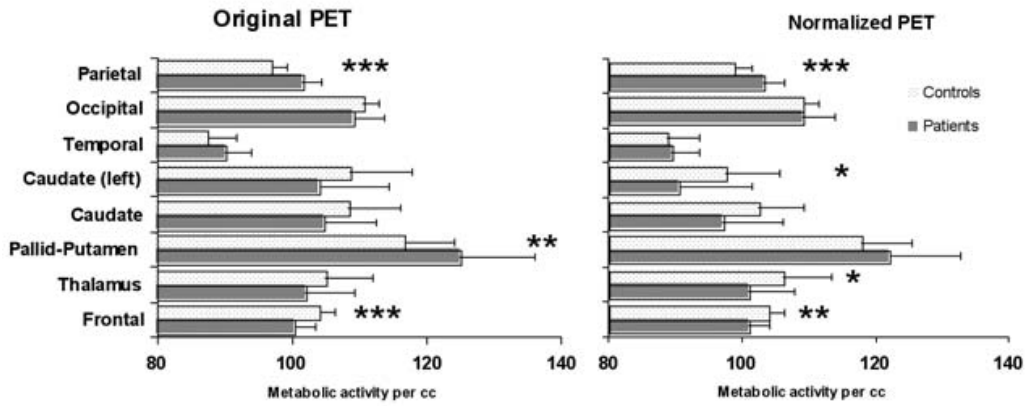 Original PET
Parietal
Occipital
Temporal
Caudate (left)
Caudate
Pallid-Putamen
Thalamus
Frontal
***
**
***
80 100 120 140
Metabolic activity per cc
Normalized PET
***
*
*
**
Controls
Patients
80 100 120 140
Metabolic activity per cc